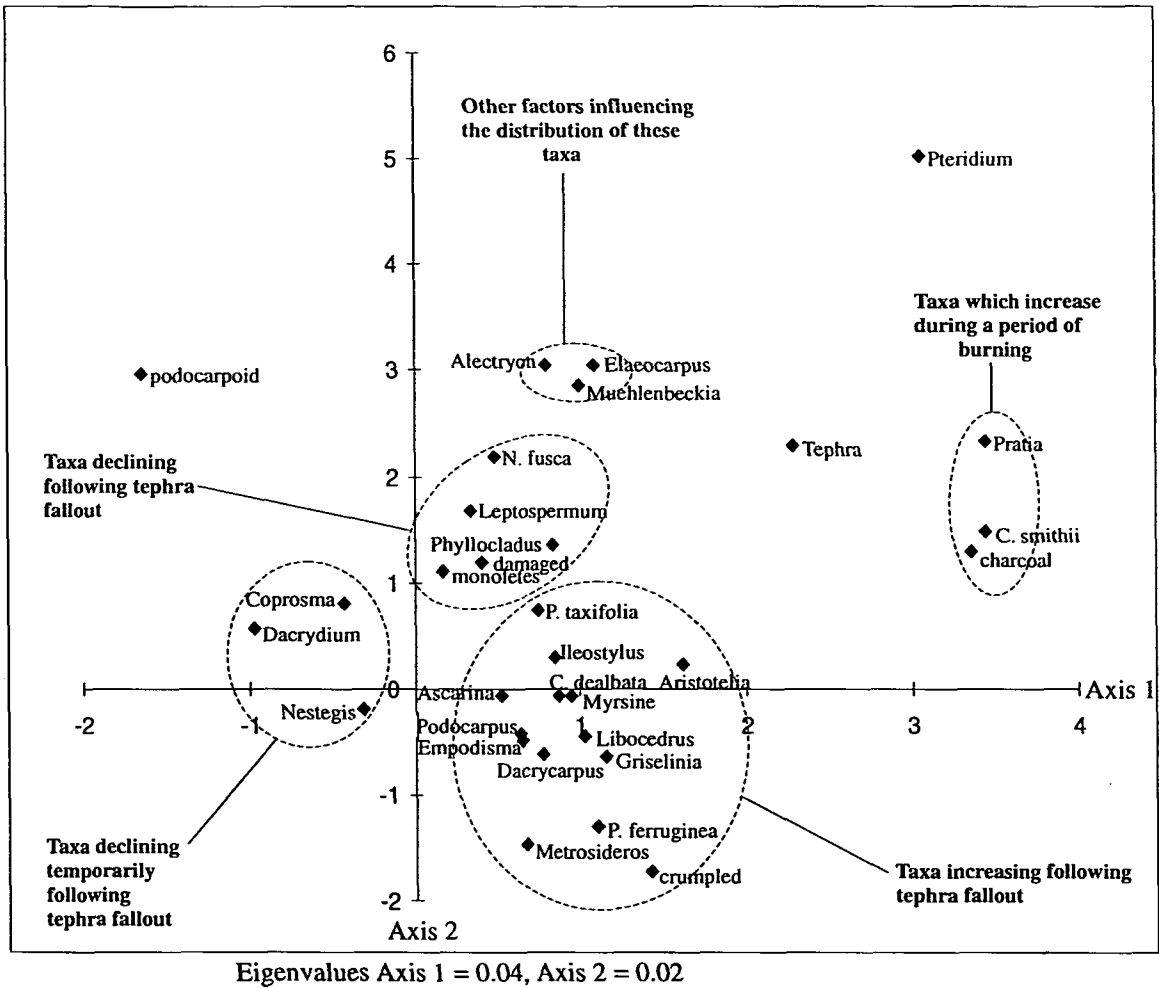 6
Other factors influencing
the distribution of these
taxa
5
Pteridium
4
Taxa which increase
during a period of
burning
Alectryon
3
Elaeocarpus
podocarpoid
Muehlenbeckia
Taxa declining
following tephra
fallout
N. fusca
Tephra
Pratia
2
Leptospermum
Phyllocladus
C. smithii
damaged
charcoal
monoletes
1
Coprosma
P. taxifolia
Dacrydium
Ileostylus
C. dealbata
Aristotelia
Ascarina
0
Myrsine
Axis 1
-2
-1
Nestegis
1
2
3
4
Podocarpus
Libocedrus
Empodisma
Griselinia
Dacrycarpus
-1
P. ferruginea
Metrosideros
crumpled
Taxa declining
temporarily
following
tephra fallout
Taxa increasing following
tephra fallout
-2
Axis 2
Eigenvalues Axis 1 = 0.04, Axis 2 = 0.02